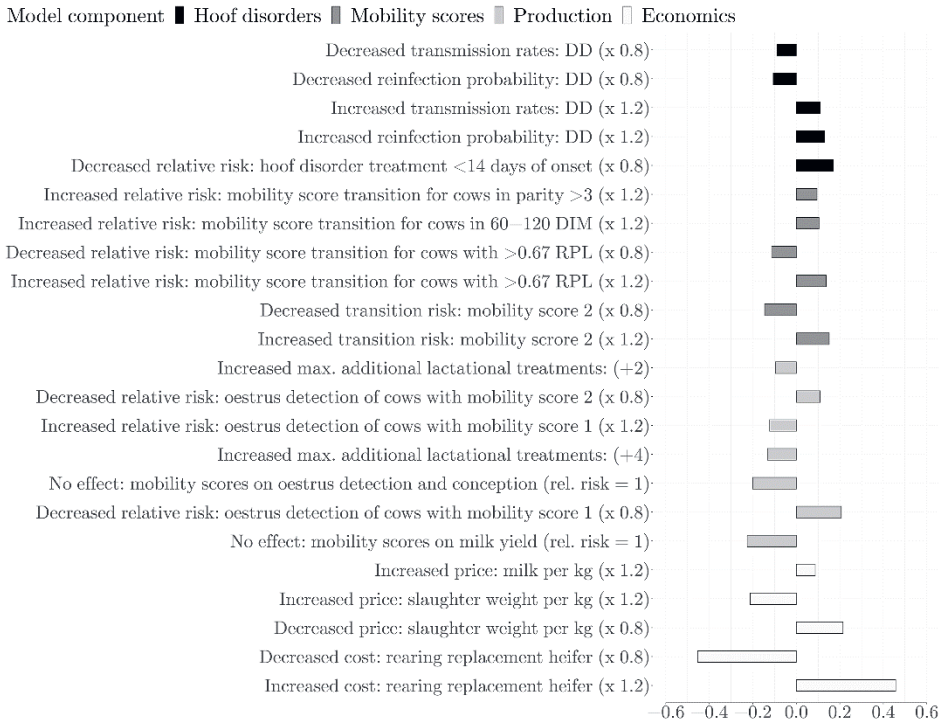 Model component Hoof disorders Mobility scores Production Economics
Decreased transmission rates: DD (x 0.8)
Decreased reinfection probability: DD (x 0.8)
Increased transmission rates: DD (x 1.2)
Increased reinfection probability: DD (x 1.2)
Decreased relative risk: hoof disorder treatment <14 days of onset (x 0.8)
Increased relative risk: mobility score transition for cows in parity >3 (x 1.2)
Increased relative risk: mobility score transition for cows in 60—120 DIM (x 1.2)
Decreased relative risk: mobility score transition for cows with >0.67 RPL (x 0.8)
Increased relative risk: mobility score transition for cows with >0.67 RPL (x 1.2)
Decreased transition risk: mobility score 2 (x 0.8)
Increased transition risk: mobility scrore 2 (x 1.2)
Increased max. additional lactational treatments: (+2)
Decreased relative risk: oestrus detection of cows with mobility score 2 (x 0.8)
Increased relative risk: oestrus detection of cows with mobility score 1 (x 1.2)
Increased max. additional lactational treatments: (+4)
No effect: mobility scores on oestrus detection and conception (rel. risk = 1)
Decreased relative risk: oestrus detection of cows with mobility score 1 (x 0.8)
No effect: mobility scores on milk yield (rel. risk = 1)
Increased price: milk per kg (x 1.2)
Increased price: slaughter weight per kg (x 1.2)
Decreased price: slaughter weight per kg (x 0.8)
Decreased cost: rearing replacement heifer (x 0.8)
Increased cost: rearing replacement heifer (x 1.2)
−0.6 −0.4 −0.2 0.0 0.2 0.4 0.6